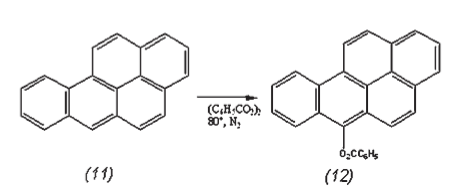 (C₆H₅CO₂)₂
80°, N₂
O₂CC₆H₅
(11)
(12)